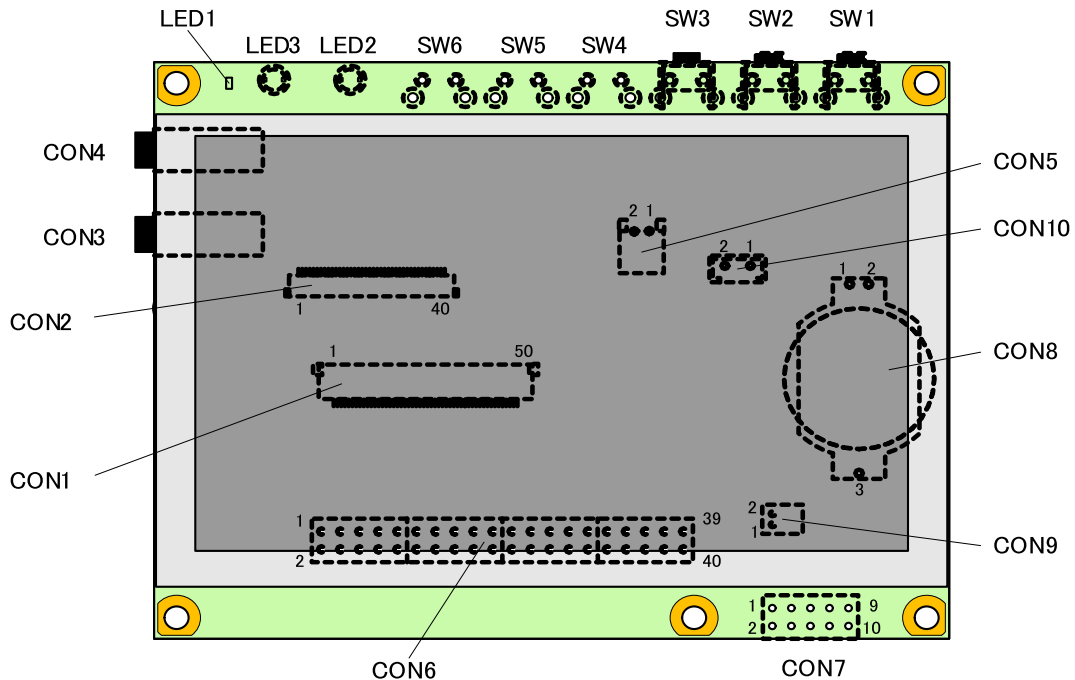 LED1
LED3
LED2
SW6
SW5
SW4
SW3
SW2
SW1
CON4
CON5
CON3
2 1
CON10
2 1
1 2
CON2
1 40
CON8
1 50
CON1
3
1 39
2 40
2
1
CON9
1 9
2 10
CON6
CON7